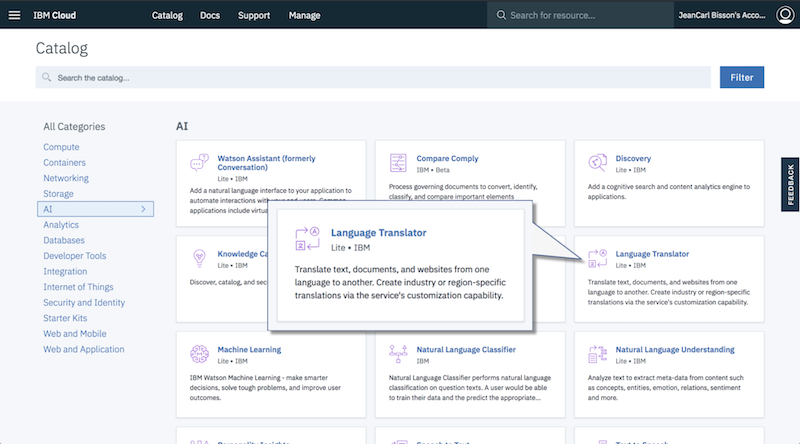 IBM Cloud
Catalog
Docs
Support
Manage
Search for resource...
JeanCarl Bisson's Acco...
Catalog
Search the catalog...
Filter
All Categories
Compute
Containers
Networking
Storage
AI
Analytics
Databases
Developer Tools
Integration
Internet of Things
Security and Identity
Starter Kits
Web and Mobile
Web and Application
AI
Watson Assistant (formerly
Conversation)
Lite • IBM
Add a natural language interface to your application to
automate interactions with your end users. Common
applications include virtu
Compare Comply
IBM • Beta
Process governing documents to convert, identify,
classify, and compare important elements
Discovery
Lite • IBM
Add a cognitive search and content analytics engine to
applications.
FEEDBACK
Knowledge Ca
Lite • IBM
Discover, catalog, and sec
Language Translator
Lite • IBM
Translate text, documents, and websites from one
language to another. Create industry or region-specific
translations via the service's customization capability.
Language Translator
Lite • IBM
Translate text, documents, and websites from one
language to another. Create industry or region-specific
translations via the service's customization capability.
Machine Learning
Lite • IBM
IBM Watson Machine Learning - make smarter
decisions, solve tough problems, and improve user
outcomes.
Natural Language Classifier
IBM
Natural Language Classifier performs natural language
classification on question texts. A user would be able
to train their data and the predict the appropriate...
Natural Language Understanding
Lite • IBM
Analyze text to extract meta-data from content such
as concepts, entities, emotion, relations, sentiment
and more.